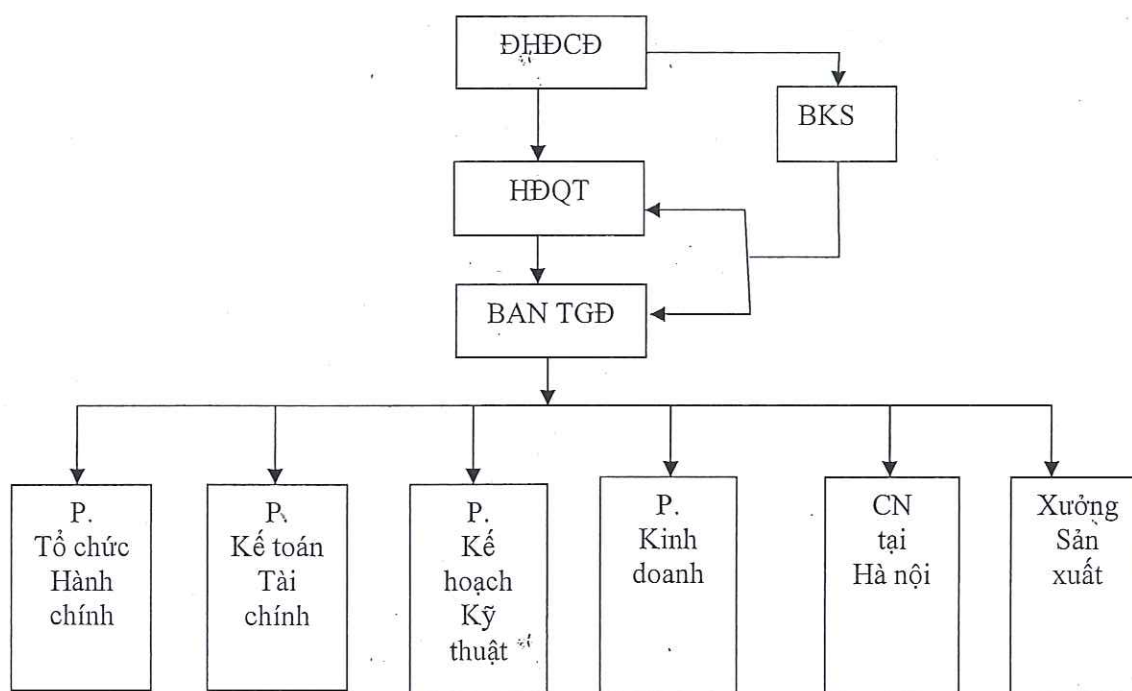 ĐHĐCĐ
BKS
HĐQT
BAN TGĐ
P.
Tổ chức
Hành
chính
P.
Kế toán
Tài
chính
P.
Kế
hoạch
Kỹ
thuật
P.
Kinh
doanh
CN
tại
Hà nội
Xưởng
Sản
xuất